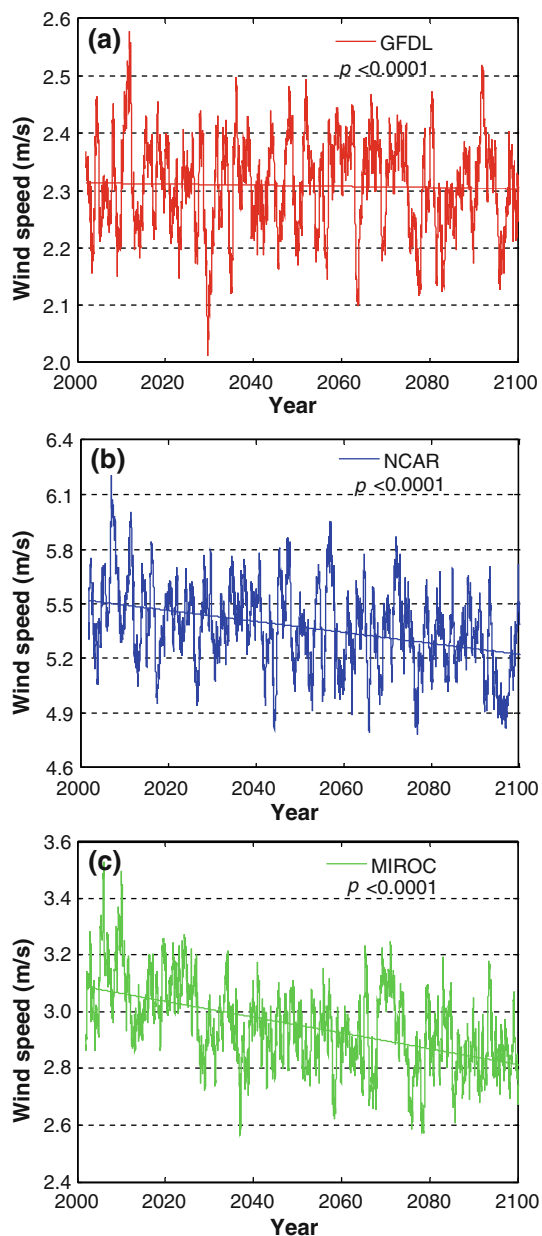 (a)
GFDL
p <0.0001
Wind speed (m/s)
2.6
2.5
2.4
2.3
2.2
2.1
2.0
2000 2020 2040 2060 2080 2100
Year
(b)
NCAR
p <0.0001
Wind speed (m/s)
6.4
6.1
5.8
5.5
5.2
4.9
4.6
2000 2020 2040 2060 2080 2100
Year
(c)
MIROC
p <0.0001
Wind speed (m/s)
3.6
3.4
3.2
3.0
2.8
2.6
2.4
2000 2020 2040 2060 2080 2100
Year